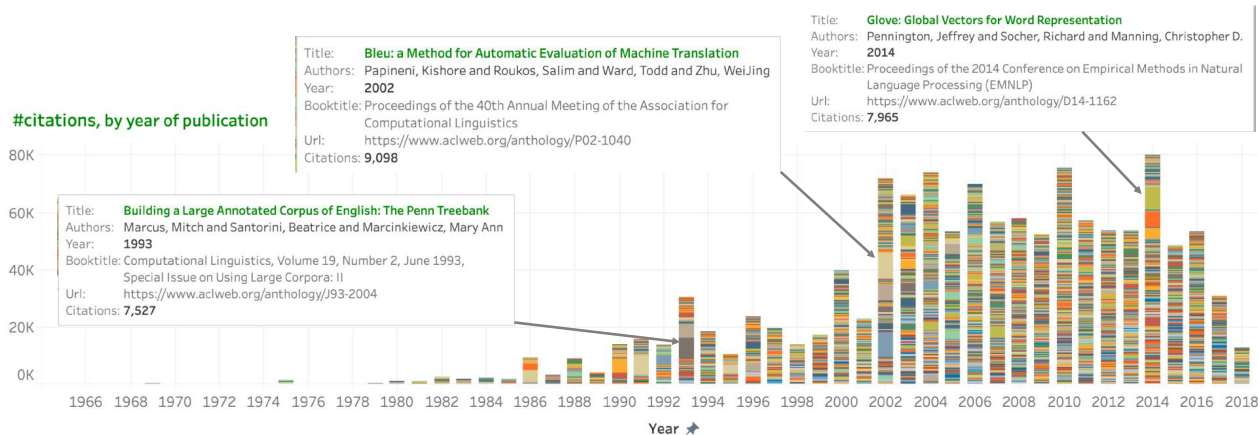 #citations, by year of publication
Title: Building a Large Annotated Corpus of English: The Penn Treebank
Authors: Marcus, Mitch and Santorini, Beatrice and Marcinkiewicz, Mary Ann
Year: 1993
Booktitle: Computational Linguistics, Volume 19, Number 2, June 1993,
Special Issue on Using Large Corpora: II
Url: https://www.aclweb.org/anthology/J93-2004
Citations: 7,527
Title: Bleu: a Method for Automatic Evaluation of Machine Translation
Authors: Papineni, Kishore and Roukos, Salim and Ward, Todd and Zhu, WeiJing
Year: 2002
Booktitle: Proceedings of the 40th Annual Meeting of the Association for
Computational Linguistics
Url: https://www.aclweb.org/anthology/P02-1040
Citations: 9,098
Title: Glove: Global Vectors for Word Representation
Authors: Pennington, Jeffrey and Socher, Richard and Manning, Christopher D.
Year: 2014
Booktitle: Proceedings of the 2014 Conference on Empirical Methods in Natural
Language Processing (EMNLP)
Url: https://www.aclweb.org/anthology/D14-1162
Citations: 7,965
80K
60K
40K
20K
0K
1966 1968 1970 1972 1974 1976 1978 1980 1982 1984 1986 1988 1990 1992 1994 1996 1998 2000 2002 2004 2006 2008 2010 2012 2014 2016 2018
Year